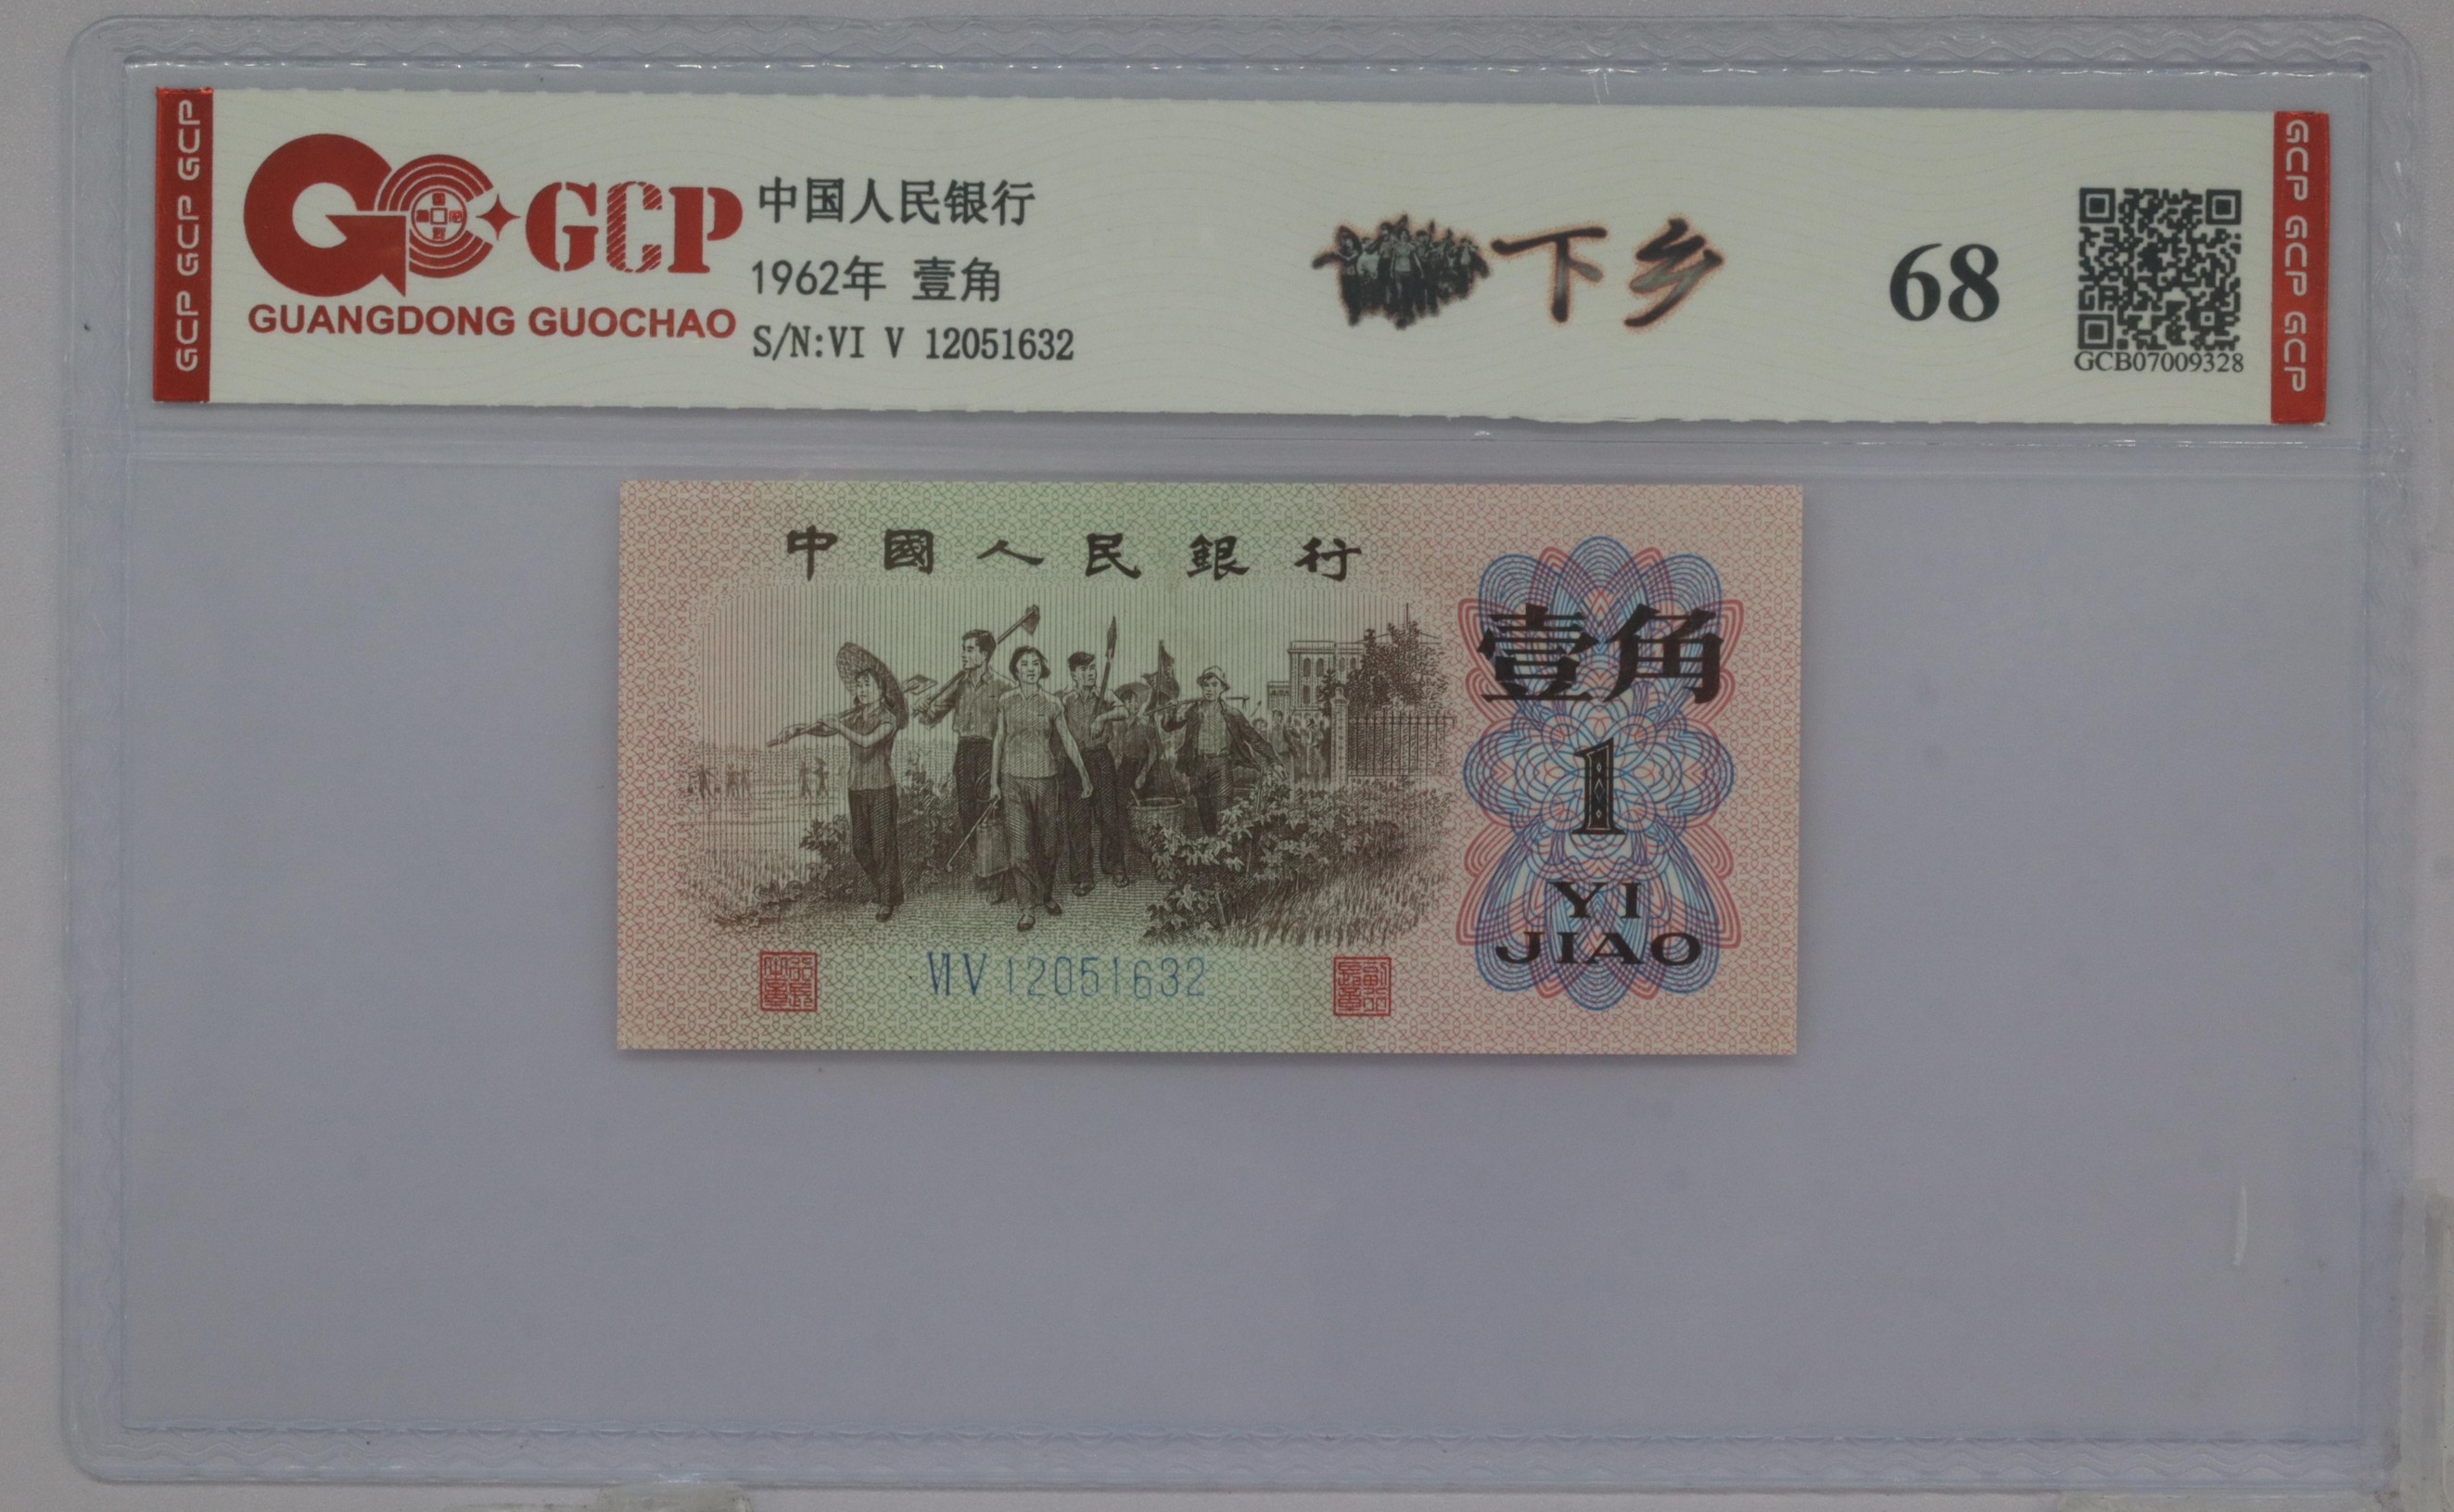 GCP GCP GCP
GCP
GUANGDONG GUOCHAO
中国人民银行
1962年 壹角
S/N:VI V 12051632
下乡
68
GCB07009328
GCP GCP GCP
中國人民銀行
壹角
1
YI
JIAO
VI V 12051632